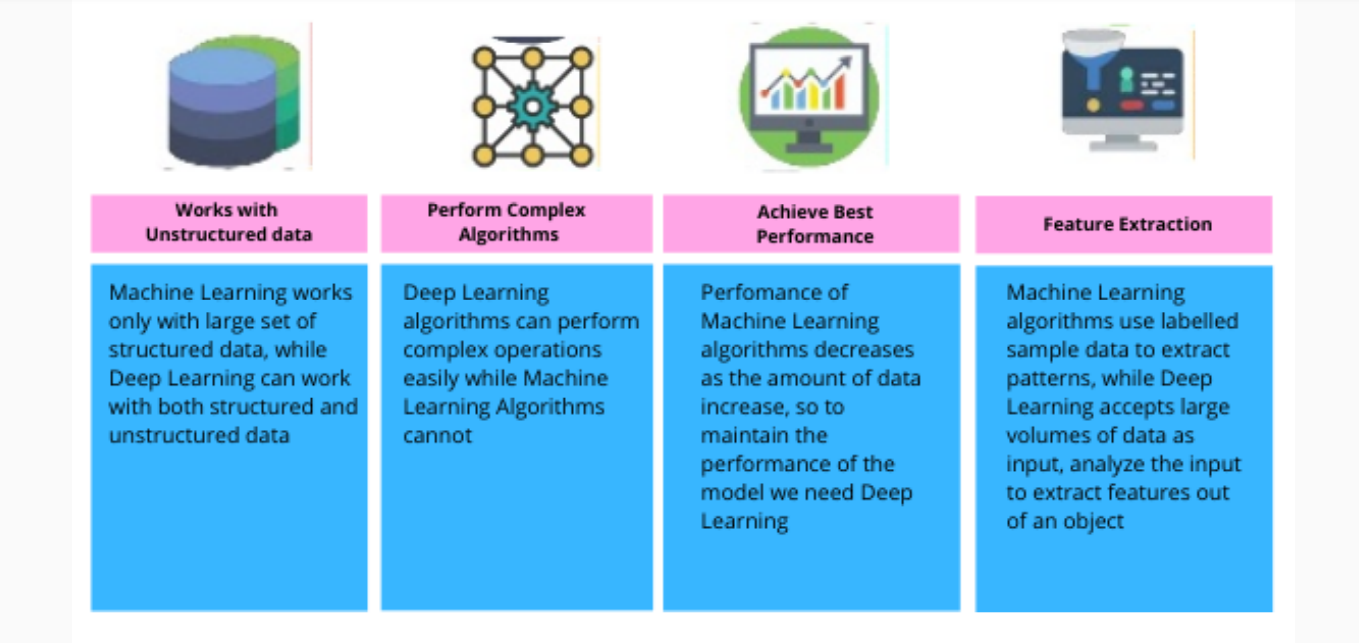 Works with
Unstructured data
Machine Learning works
only with large set of
structured data, while
Deep Learning can work
with both structured and
unstructured data
Perform Complex
Algorithms
Deep Learning
algorithms can perform
complex operations
easily while Machine
Learning Algorithms
cannot
Achieve Best
Performance
Perfomance of
Machine Learning
algorithms decreases
as the amount of data
increase, so to
maintain the
performance of the
model we need Deep
Learning
Feature Extraction
Machine Learning
algorithms use labelled
sample data to extract
patterns, while Deep
Learning accepts large
volumes of data as
input, analyze the input
to extract features out
of an object